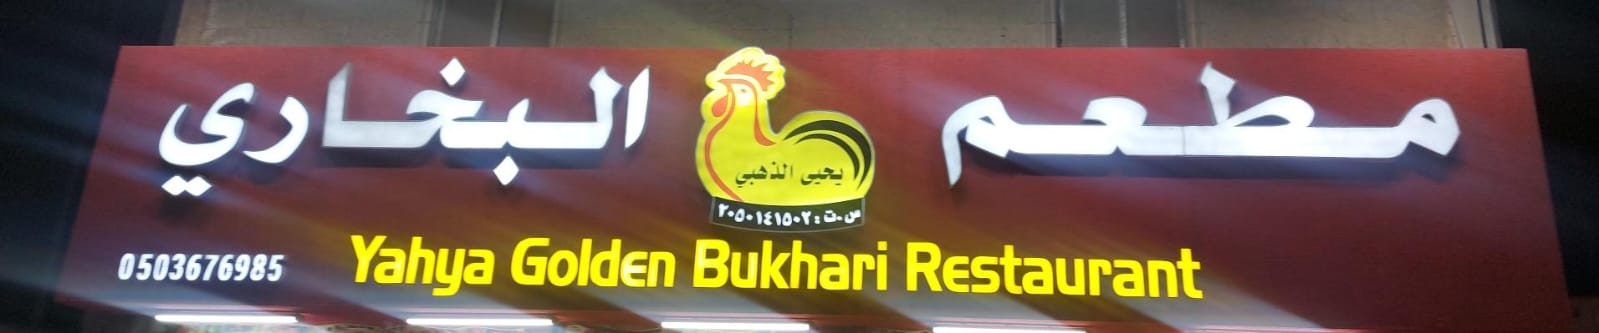 مطعم البخاري
يحيى الذهبي
س.ت: ٢٠٥٠١٤١٥٠٢
Yahya Golden Bukhari Restaurant
0503676985